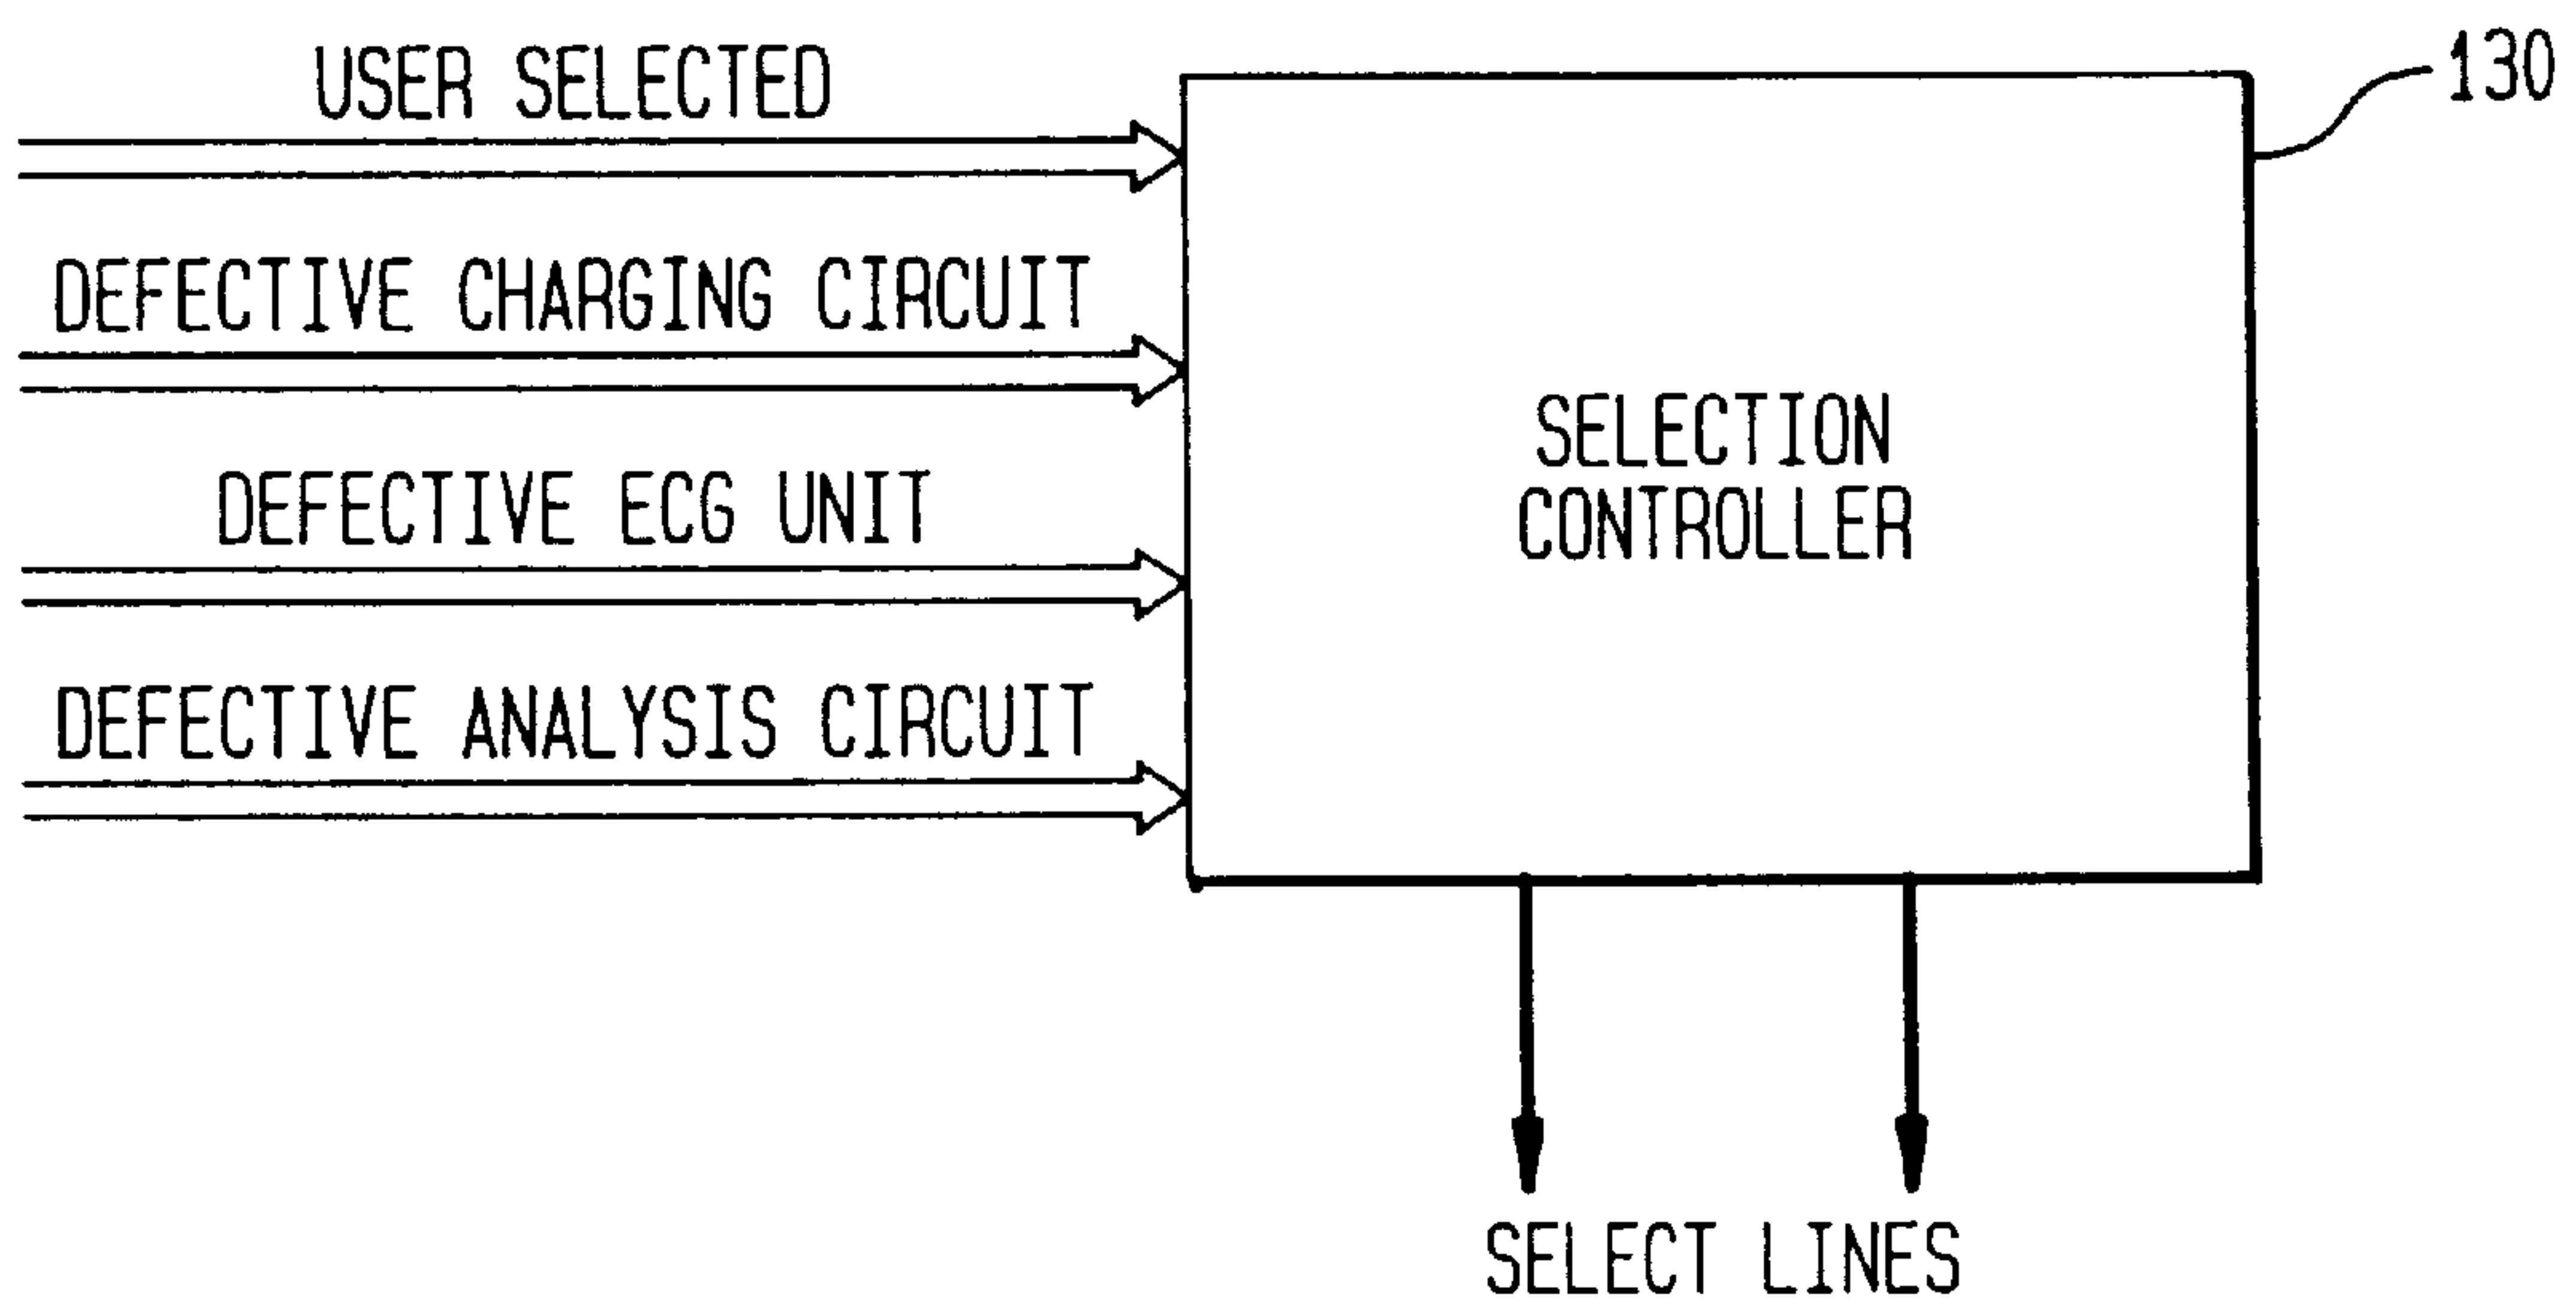 USER SELECTED
130
DEFECTIVE CHARGING CIRCUIT
SELECTION
CONTROLLER
DEFECTIVE ECG UNIT
DEFECTIVE ANALYSIS CIRCUIT
SELECT LINES